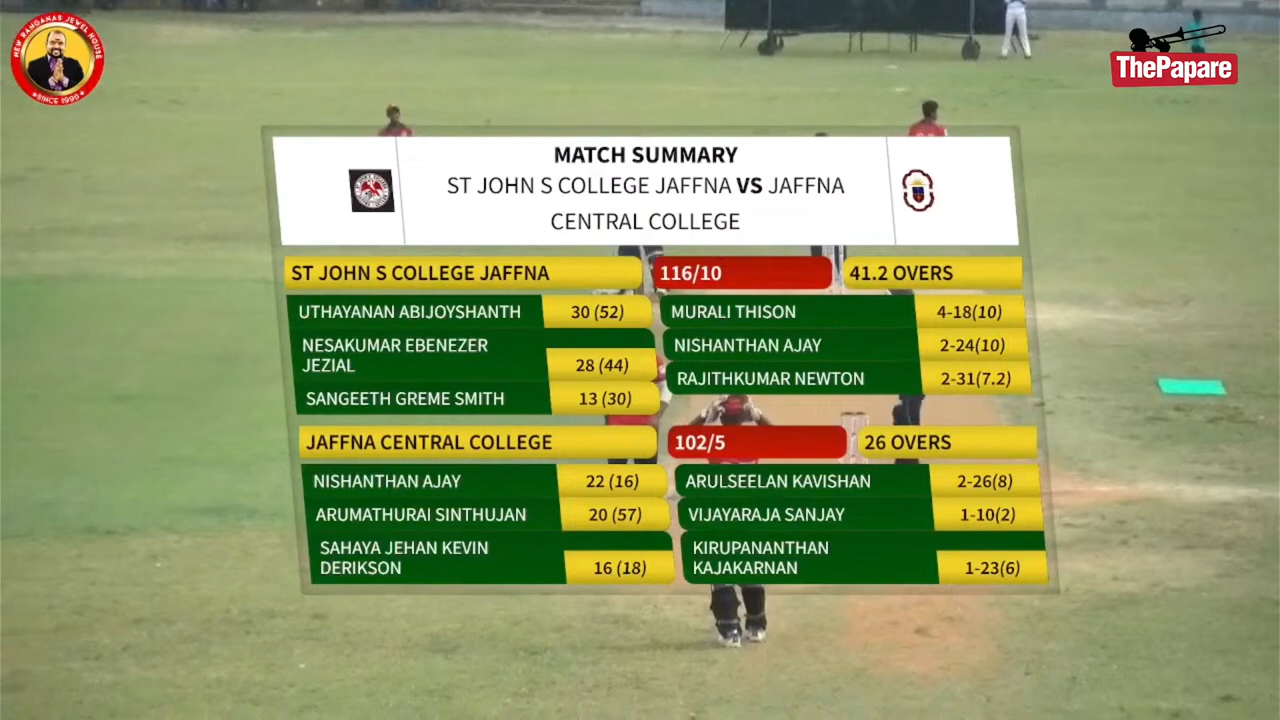 NEW RANGANAS JEWEL HOUSE
★SINCE 1990★
ThePapare
MATCH SUMMARY
ST JOHN S COLLEGE JAFFNA VS JAFFNA
CENTRAL COLLEGE
ST JOHN S COLLEGE JAFFNA 116/10 41.2 OVERS
UTHAYANAN ABIJOYSHANTH 30 (52) MURALI THISON 4-18(10)
NESAKUMAR EBENEZER
JEZIAL 28 (44) NISHANTHAN AJAY 2-24(10)
SANGEETH GREME SMITH 13 (30) RAJITHKUMAR NEWTON 2-31(7.2)
JAFFNA CENTRAL COLLEGE 102/5 26 OVERS
NISHANTHAN AJAY 22 (16) ARULSEELAN KAVISHAN 2-26(8)
ARUMATHURAI SINTHUJAN 20 (57) VIJAYARAJA SANJAY 1-10(2)
SAHAYA JEHAN KEVIN
DERIKSON 16 (18) KIRUPANANTHAN
KAJAKARNAN 1-23(6)